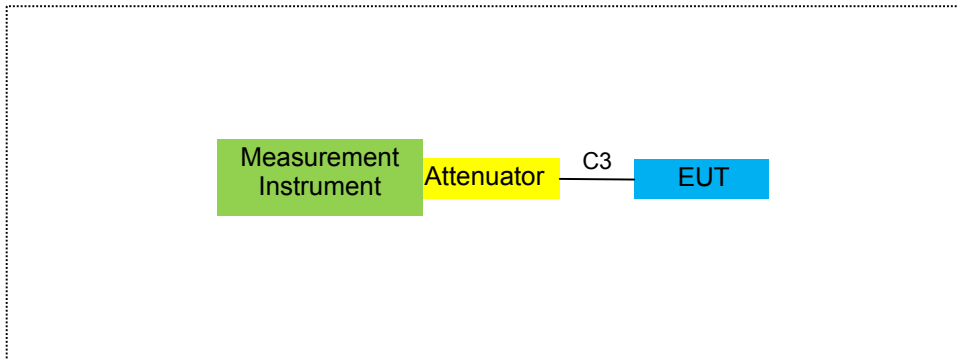 Measurement
Instrument
Attenuator
C3
EUT